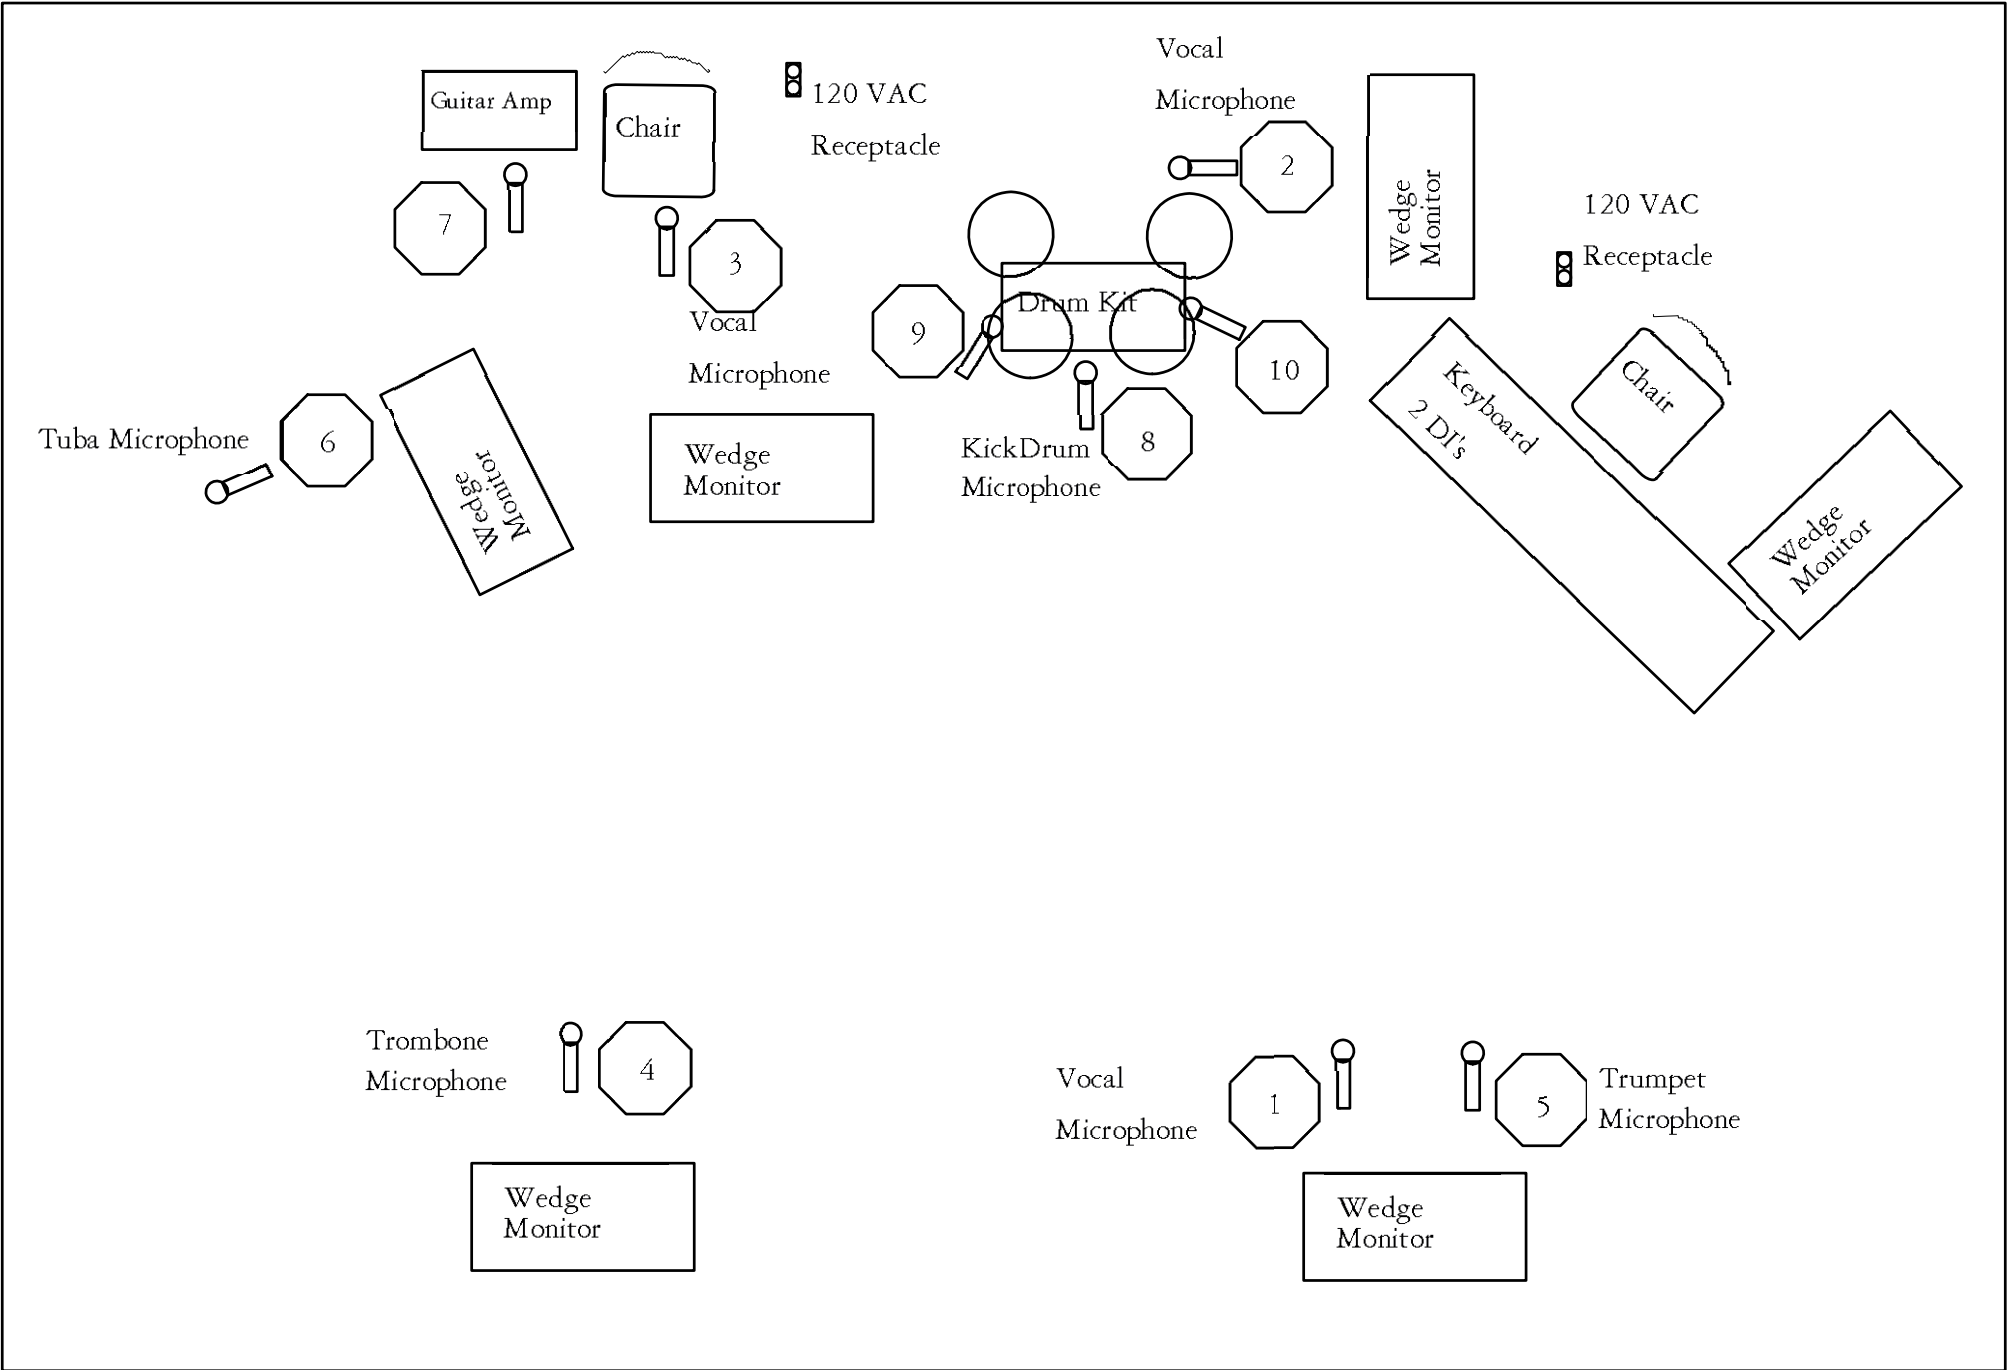 Guitar Amp
Chair
120 VAC
Receptacle
Vocal
Microphone
2
Wedge
Monitor
120 VAC
Receptacle
7
3
Vocal
Microphone
9
Drum Kit
10
Chair
Keyboard
2 DI's
Tuba Microphone
6
Wedge
Monitor
Wedge
Monitor
KickDrum
Microphone
8
Wedge
Monitor
Trombone
Microphone
4
Vocal
Microphone
1
5
Trumpet
Microphone
Wedge
Monitor
Wedge
Monitor